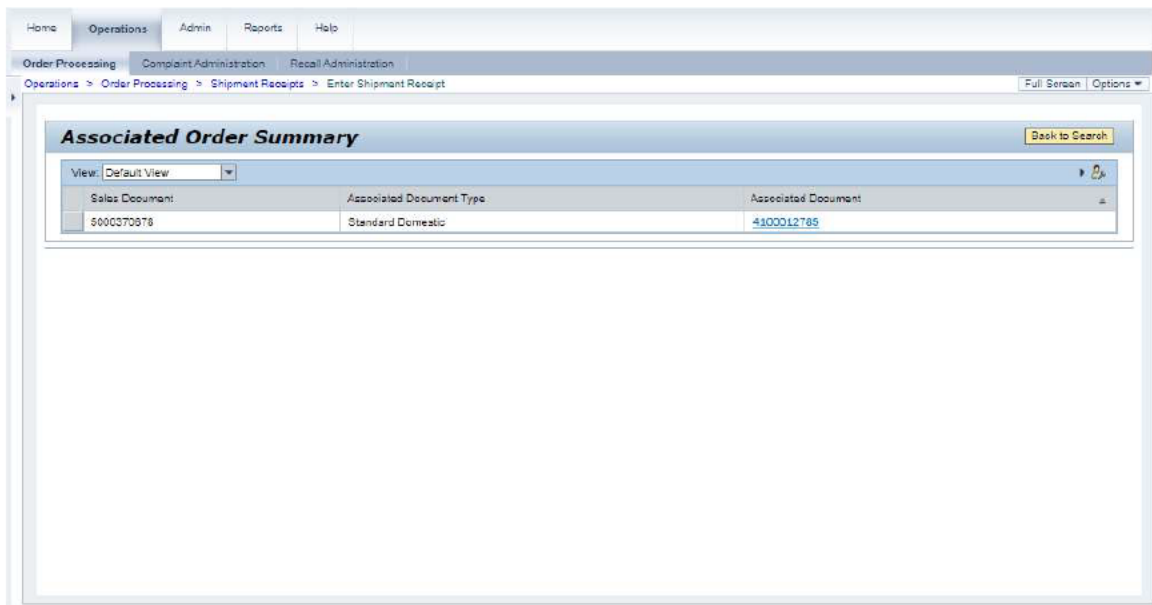 Home Operations Admin Reports Help
Order Processing Complaint Administration Recall Administration
Operations > Order Processing > Shipment Receipts > Enter Shipment Receipt Full Screen Options
Associated Order Summary Back to Search
View: Default View
Sales Document Associated Document Type Associated Document
5000370678 Standard Domestic 4100012785